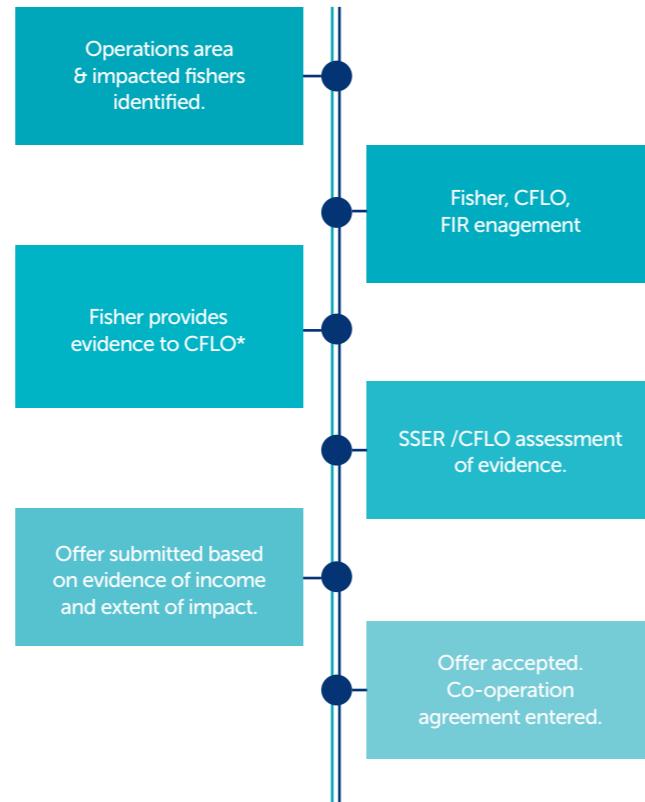 Operations area
& impacted fishers
identified.
Fisher, CFLO,
FIR enagement
Fisher provides
evidence to CFLO*
SSER /CFLO assessment
of evidence.
Offer submitted based
on evidence of income
and extent of impact.
Offer accepted.
Co-operation
agreement entered.